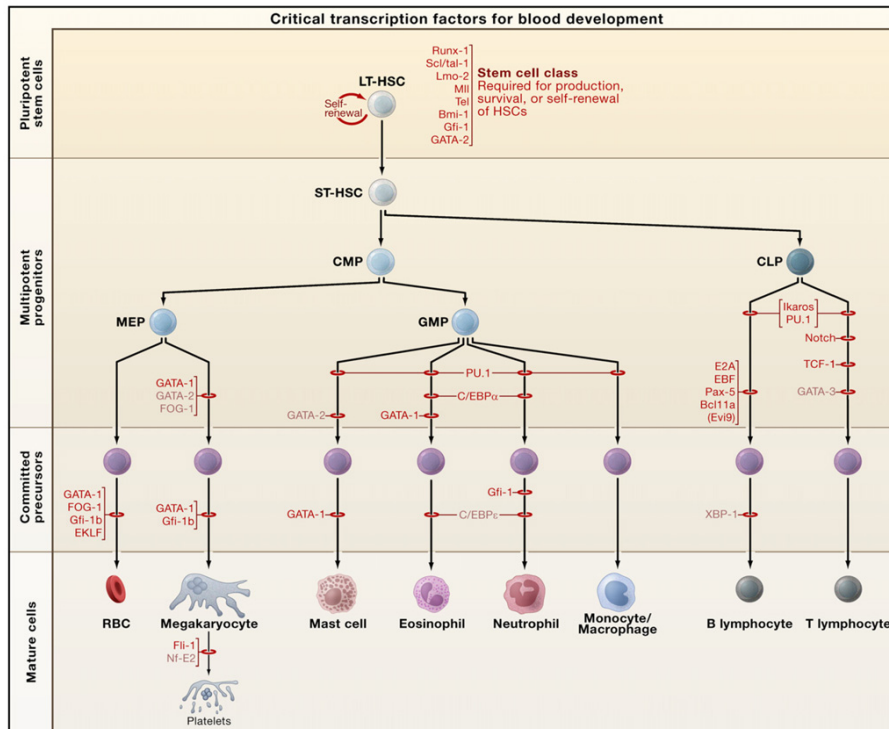 Critical transcription factors for blood development
Pluripotent
stem cells
LT-HSC
Self-
renewal
Runx-1
Scl/tal-1
Lmo-2
Mll
Tel
Bmi-1
Gfi-1
GATA-2
Stem cell class
Required for production,
survival, or self-renewal
of HSCs
Multipotent
progenitors
ST-HSC
CMP
CLP
MEP
GMP
Ikaros
PU.1
Notch
PU.1
TCF-1
E2A
EBF
Pax-5
Bcl11a
(Evi9)
GATA-1
GATA-2
FOG-1
C/EBPα
GATA-2
GATA-1
GATA-3
Committed
precursors
GATA-1
FOG-1
Gfi-1b
EKLF
GATA-1
Gfi-1b
GATA-1
Gfi-1
C/EBPε
XBP-1
Mature cells
RBC
Megakaryocyte
Mast cell
Eosinophil
Neutrophil
Monocyte/
Macrophage
B lymphocyte
T lymphocyte
Fli-1
Nf-E2
Platelets